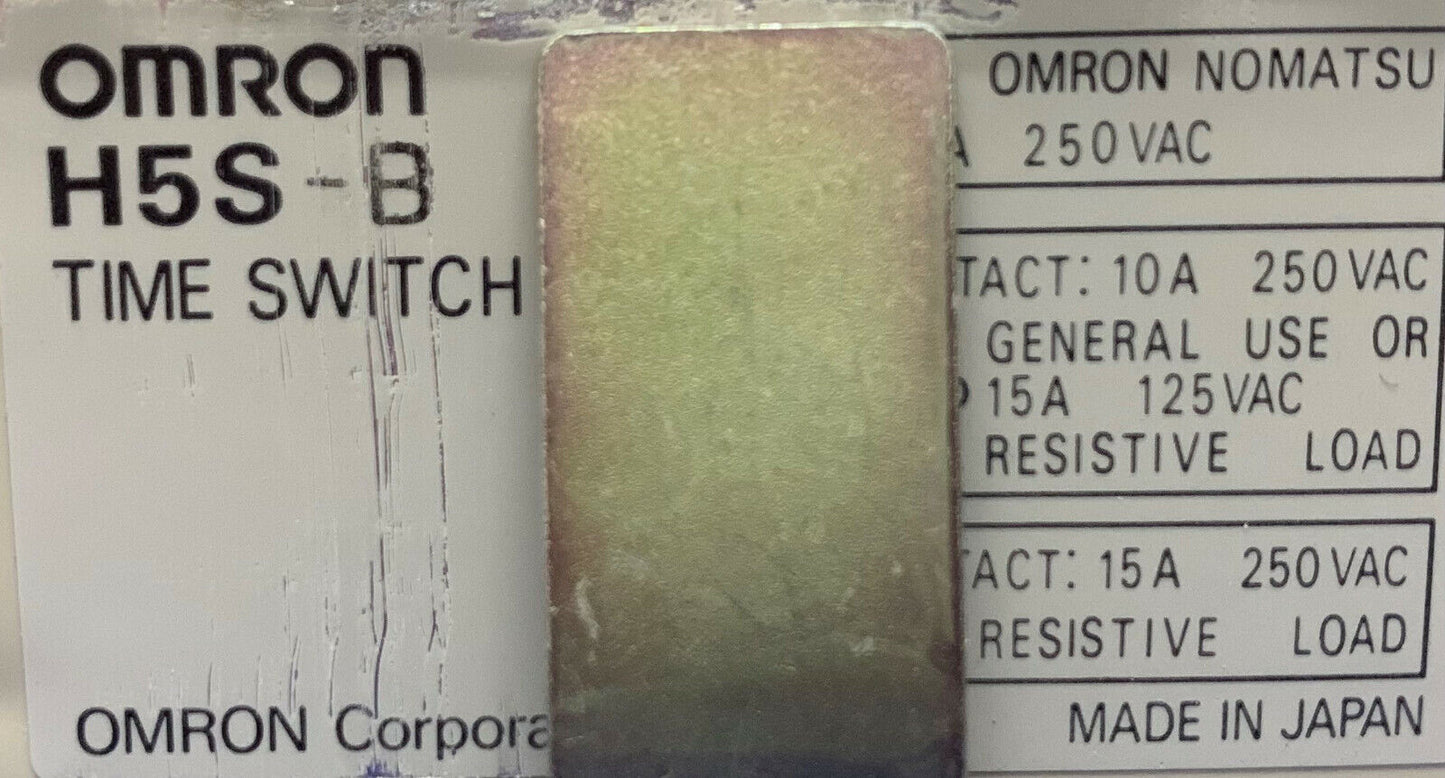 OMRON
H5S-B
TIME SWITCH
OMRON Corpora
OMRON NOMATSU
A 250VAC
TACT: 10A 250VAC
GENERAL USE OR
15A 125VAC
RESISTIVE LOAD
TACT: 15A 250VAC
RESISTIVE LOAD
MADE IN JAPAN